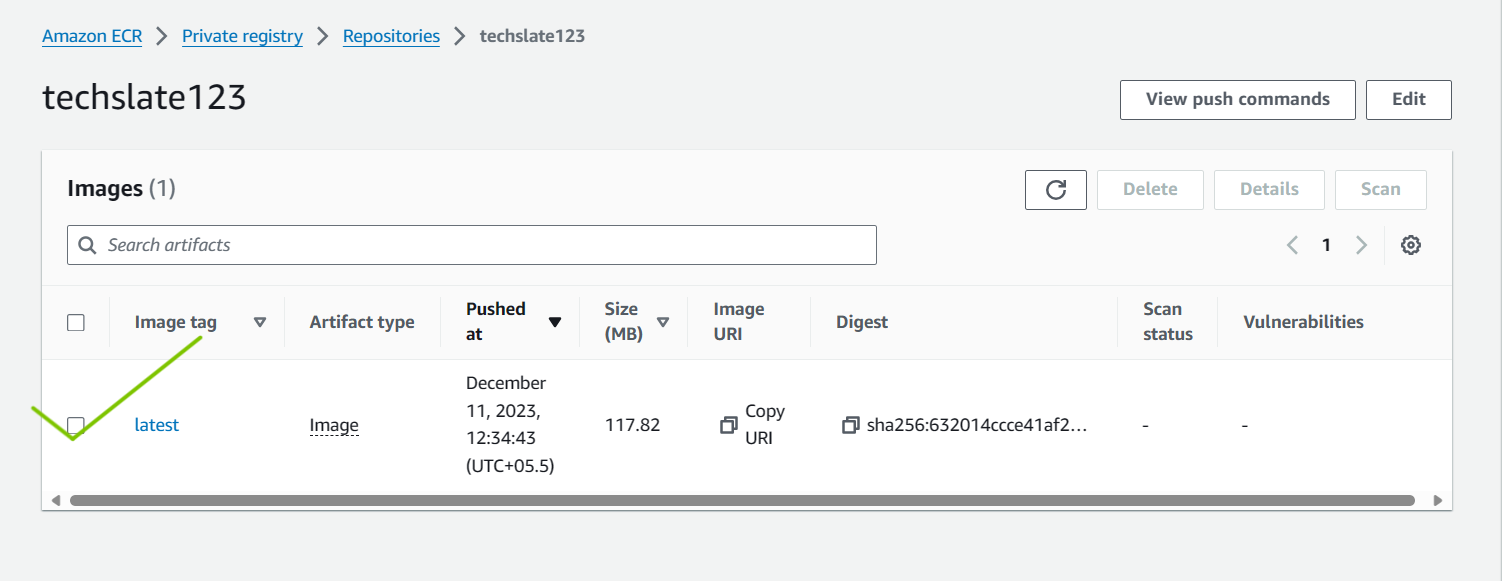 Amazon ECR > Private registry > Repositories > techslate123
techslate123
View push commands
Edit
Images (1)
Delete
Details
Scan
Search artifacts
1
Image tag
Artifact type
Pushed
at
Size
(MB)
Image
URI
Digest
Scan
status
Vulnerabilities
latest
Image
December
11, 2023,
12:34:43
(UTC+05.5)
117.82
Copy
URI
sha256:632014ccce41af2...
-
-